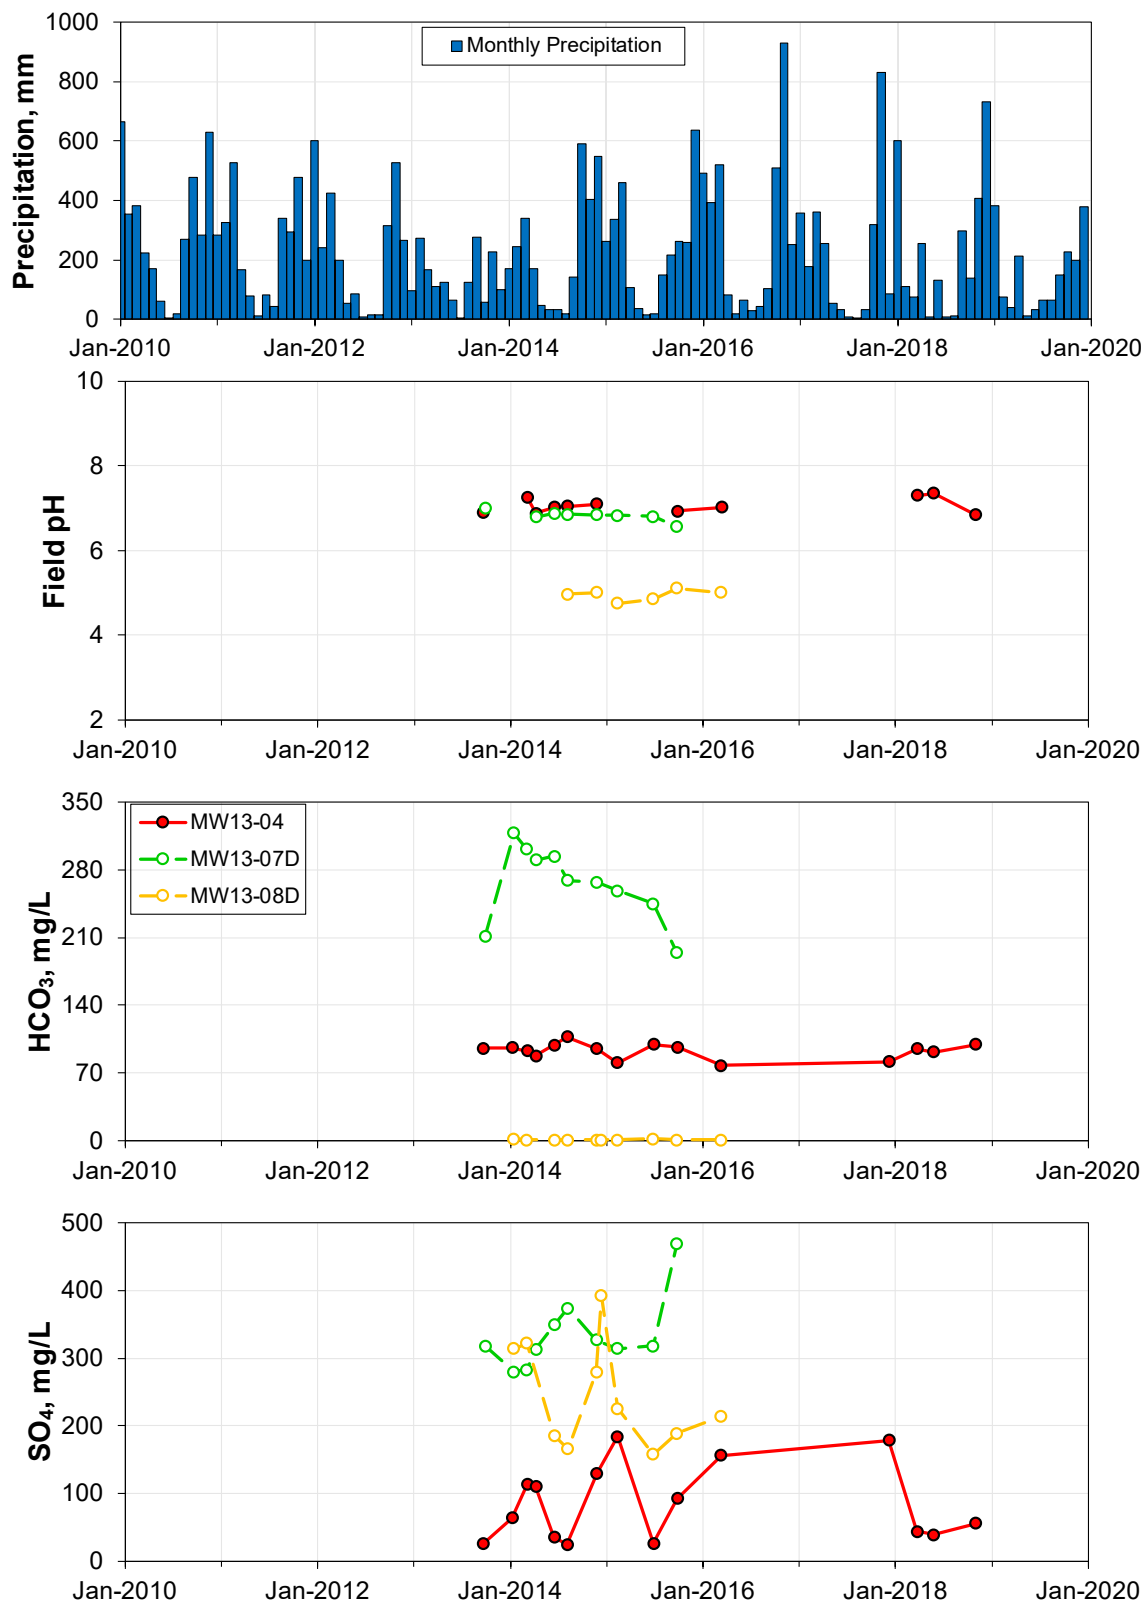 1000
Monthly Precipitation
800
600
400
200
0
Precipitation, mm
Jan-2010 Jan-2012 Jan-2014 Jan-2016 Jan-2018 Jan-2020
10
8
6
4
2
Field pH
Jan-2010 Jan-2012 Jan-2014 Jan-2016 Jan-2018 Jan-2020
350
MW13-04
MW13-07D
MW13-08D
280
210
140
70
0
HCO₃, mg/L
Jan-2010 Jan-2012 Jan-2014 Jan-2016 Jan-2018 Jan-2020
500
400
300
200
100
0
SO₄, mg/L
Jan-2010 Jan-2012 Jan-2014 Jan-2016 Jan-2018 Jan-2020